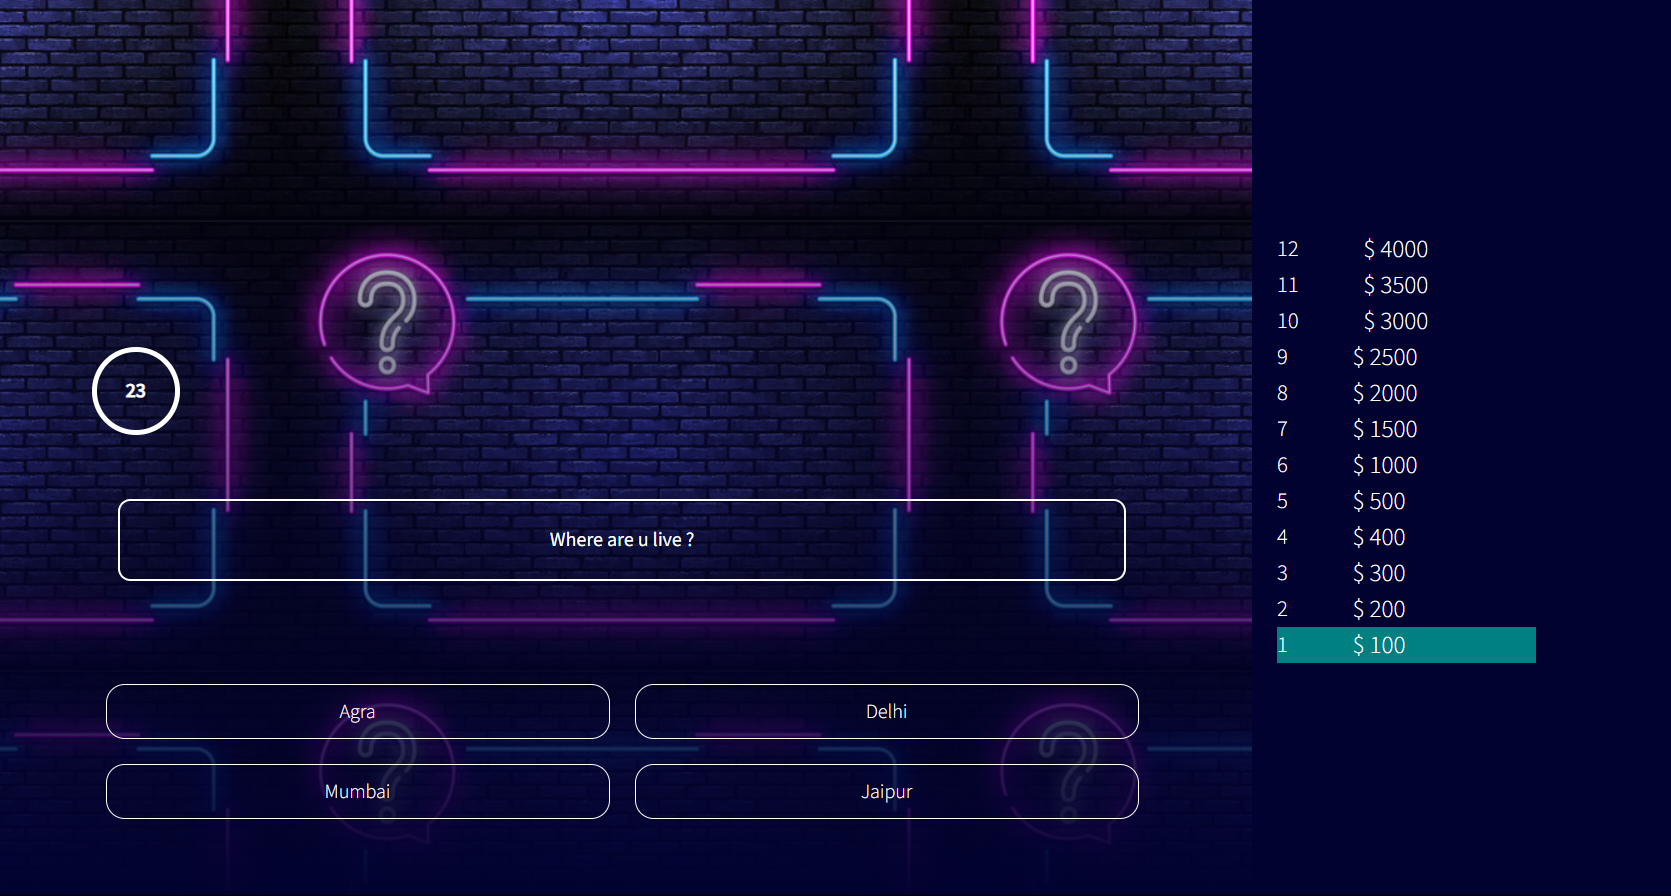 23
Where are u live ?
Agra
Delhi
Mumbai
Jaipur
12 $ 4000
11 $ 3500
10 $ 3000
9 $ 2500
8 $ 2000
7 $ 1500
6 $ 1000
5 $ 500
4 $ 400
3 $ 300
2 $ 200
1 $ 100